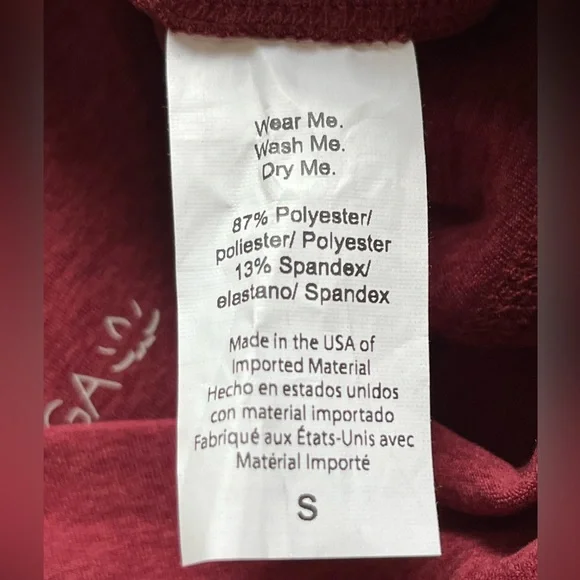 Wear Me.
Wash Me.
Dry Me.
87% Polyester/
poliester/ Polyester
13% Spandex/
elastano/ Spandex
Made in the USA of
Imported Material
Hecho en estados unidos
con material importado
Fabriqué aux États-Unis avec
Matérial Importé
S